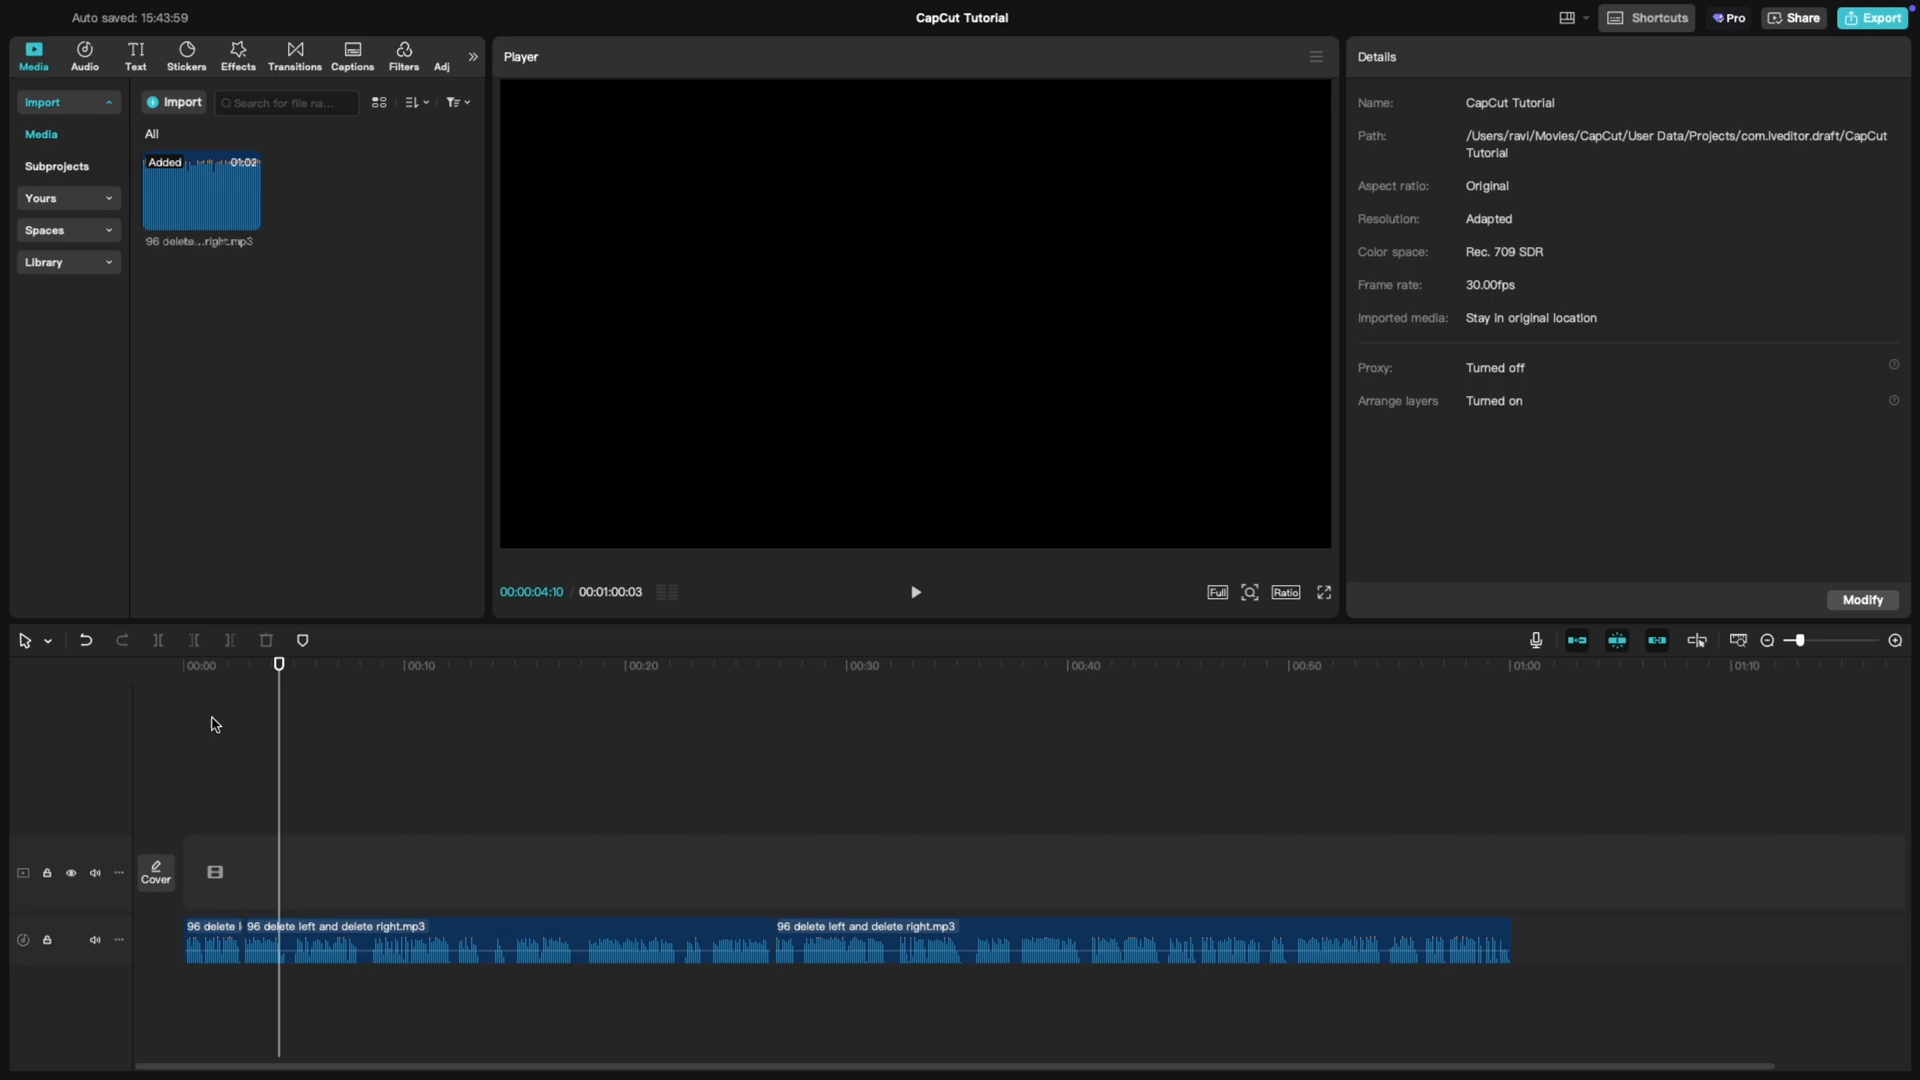 Auto saved: 15:43:59
CapCut Tutorial
Shortcuts
Pro
Share
Export
Media
Audio
Text
Stickers
Effects
Transitions
Captions
Filters
Adj
Import
Media
Subprojects
Yours
Spaces
Library
Import
Search for file na...
All
Added
01:02
96 delete...right.mp3
Player
00:00:04:10 / 00:01:00:03
Full
Ratio
Details
Name: CapCut Tutorial
Path: /Users/ravi/Movies/CapCut/User Data/Projects/com.lveditor.draft/CapCut
Tutorial
Aspect ratio: Original
Resolution: Adapted
Color space: Rec. 709 SDR
Frame rate: 30.00fps
Imported media: Stay in original location
Proxy: Turned off
Arrange layers Turned on
Modify
00:00
00:10
00:20
00:30
00:40
00:50
01:00
01:10
Cover
96 delete l
96 delete left and delete right.mp3
96 delete left and delete right.mp3